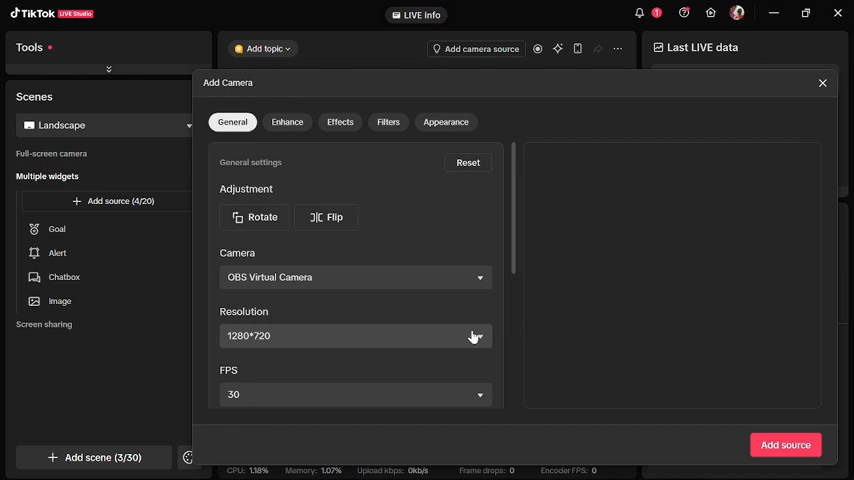 TikTok LIVE Studio
LIVE Info
1
Tools
Add topic
Add camera source
Last LIVE data
Add Camera
Scenes
Landscape
Full-screen camera
Multiple widgets
+ Add source (4/20)
Goal
Alert
Chatbox
Image
Screen sharing
+ Add scene (3/30)
General
Enhance
Effects
Filters
Appearance
General settings
Reset
Adjustment
Rotate
Flip
Camera
OBS Virtual Camera
Resolution
1280*720
FPS
30
Add source
CPU: 1.18%
Memory: 1.07%
Upload kbps: 0kb/s
Frame drops: 0
Encoder FPS: 0